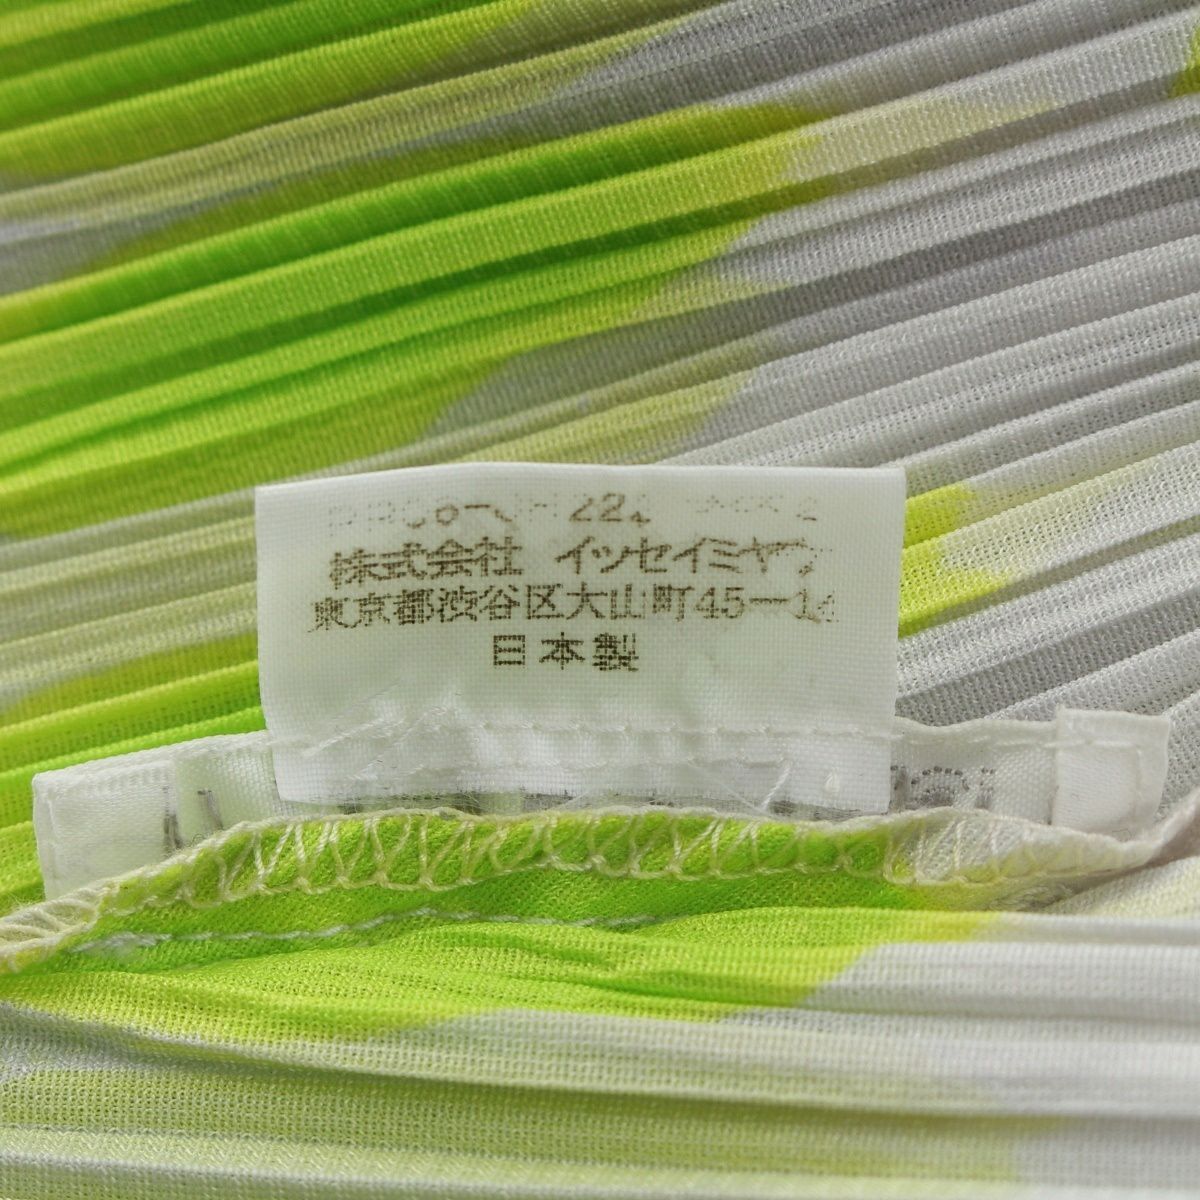 株式会社 イッセイミヤケ
東京都渋谷区大山町45ー14
日本製